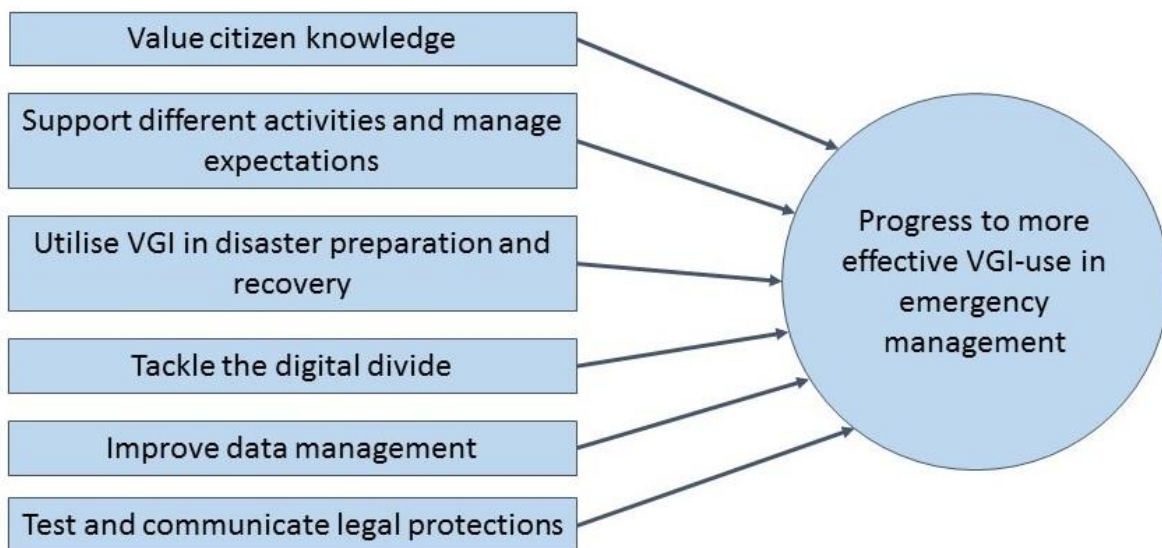 Value citizen knowledge
Support different activities and manage
expectations
Utilise VGI in disaster preparation and
recovery
Tackle the digital divide
Improve data management
Test and communicate legal protections
Progress to more
effective VGI-use in
emergency
management